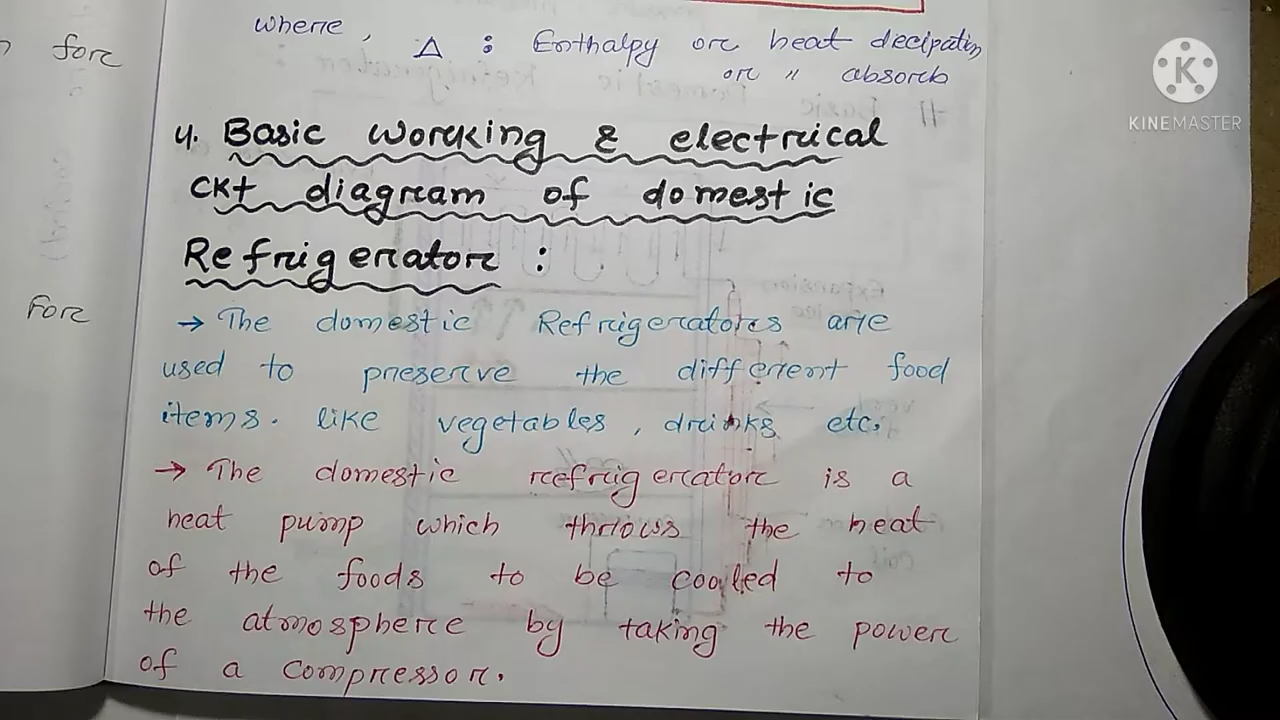 where, Δ : Enthalpy or heat decipation
or " absorb
for
4. Basic working & electrical
ckt diagram of domestic
Refrigerator :
→ The domestic Refrigerators are
used to preserve the different food
items. like vegetables, drinks etc.
For
→ The domestic refrigerator is a
heat pump which throws the heat
of the foods to be cooled to
the atmosphere by taking the power
of a compressor.
K
KINEMASTER